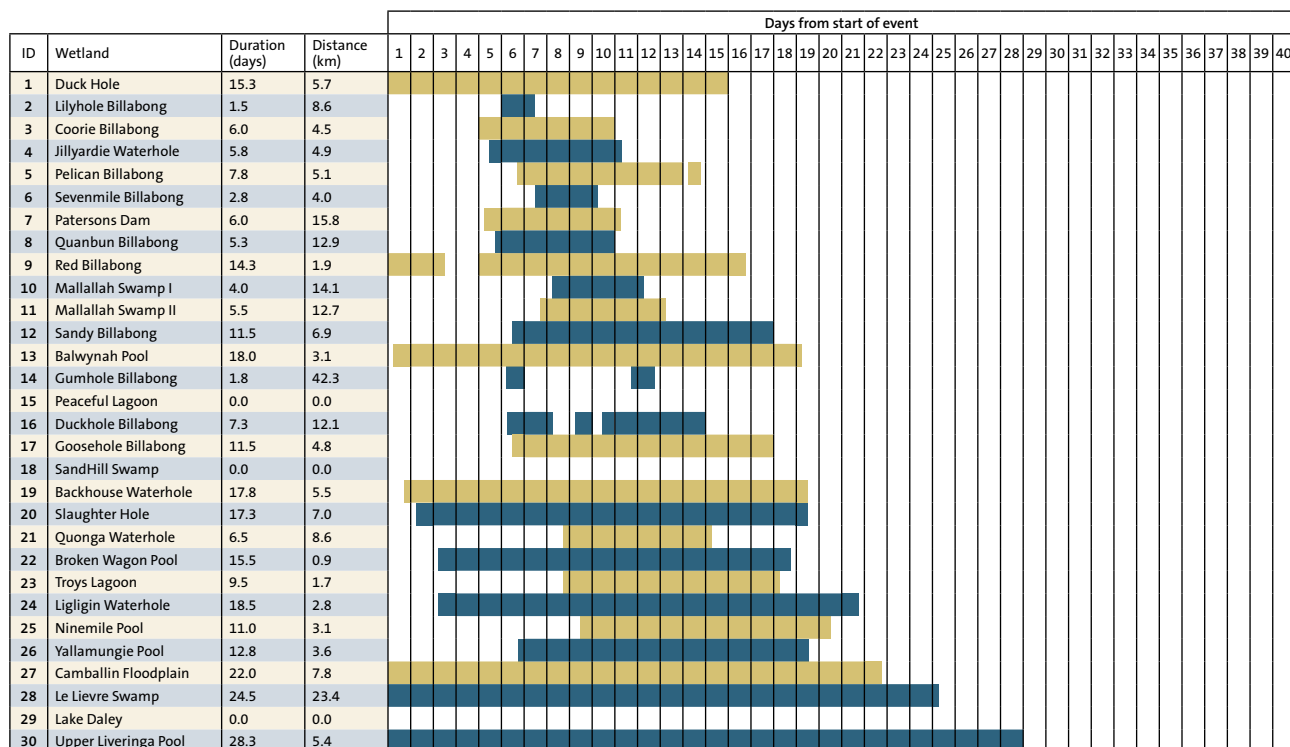 Days from start of event
ID Wetland Duration (days) Distance (km) 1 2 3 4 5 6 7 8 9 10 11 12 13 14 15 16 17 18 19 20 21 22 23 24 25 26 27 28 29 30 31 32 33 34 35 36 37 38 39 40
1 Duck Hole 15.3 5.7
2 Lilyhole Billabong 1.5 8.6
3 Coorie Billabong 6.0 4.5
4 Jillyardie Waterhole 5.8 4.9
5 Pelican Billabong 7.8 5.1
6 Sevenmile Billabong 2.8 4.0
7 Patersons Dam 6.0 15.8
8 Quanbun Billabong 5.3 12.9
9 Red Billabong 14.3 1.9
10 Mallallah Swamp I 4.0 14.1
11 Mallallah Swamp II 5.5 12.7
12 Sandy Billabong 11.5 6.9
13 Balwynah Pool 18.0 3.1
14 Gumhole Billabong 1.8 42.3
15 Peaceful Lagoon 0.0 0.0
16 Duckhole Billabong 7.3 12.1
17 Goosehole Billabong 11.5 4.8
18 SandHill Swamp 0.0 0.0
19 Backhouse Waterhole 17.8 5.5
20 Slaughter Hole 17.3 7.0
21 Quonga Waterhole 6.5 8.6
22 Broken Wagon Pool 15.5 0.9
23 Troys Lagoon 9.5 1.7
24 Ligligin Waterhole 18.5 2.8
25 Ninemile Pool 11.0 3.1
26 Yallamungie Pool 12.8 3.6
27 Camballin Floodplain 22.0 7.8
28 Le Lievre Swamp 24.5 23.4
29 Lake Daley 0.0 0.0
30 Upper Liveringa Pool 28.3 5.4